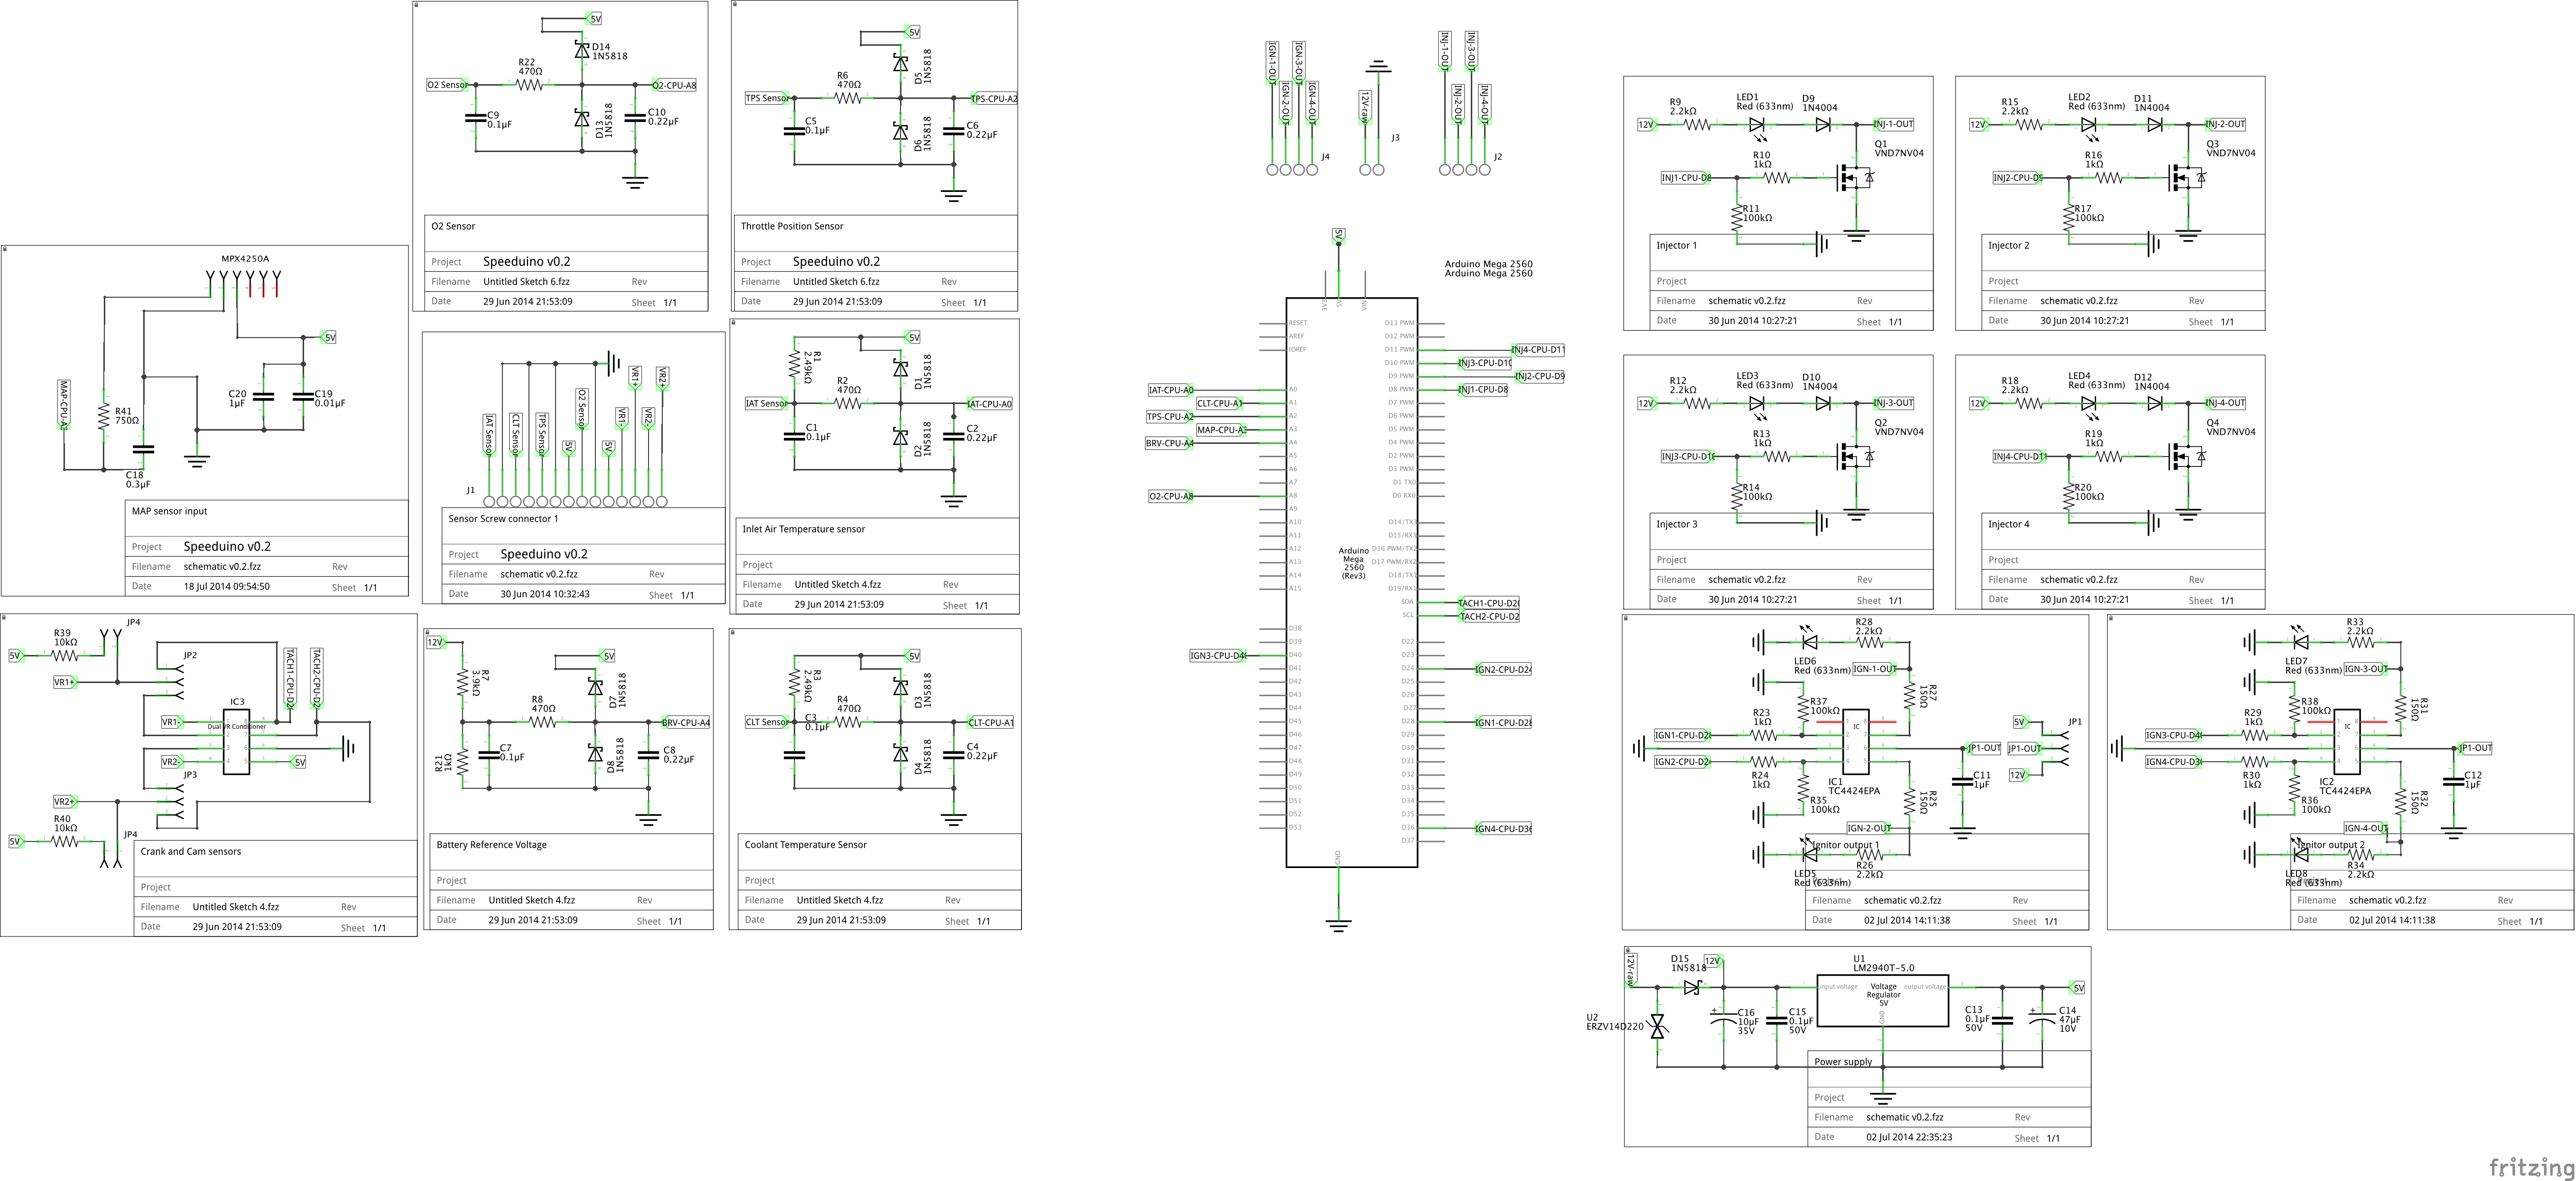 5V
D14
1N5818
R22
470Ω
O2 Sensor
O2-CPU-A8
C9
0.1µF
D13
1N5818
C10
0.22µF
O2 Sensor
Project Speeduino v0.2
Filename Untitled Sketch 6.fzz Rev
Date 29 Jun 2014 21:53:09 Sheet 1/1
5V
D5
1N5818
R6
470Ω
TPS Sensor
TPS-CPU-A2
C5
0.1µF
D6
1N5818
C6
0.22µF
Throttle Position Sensor
Project Speeduino v0.2
Filename Untitled Sketch 6.fzz Rev
Date 29 Jun 2014 21:53:09 Sheet 1/1
MPX4250A
5V
MAP-CPU-A3
R41
750Ω
C20
1µF
C19
0.01µF
C18
0.3µF
MAP sensor input
Project Speeduino v0.2
Filename schematic v0.2.fzz Rev
Date 18 Jul 2014 09:54:50 Sheet 1/1
IAT Sensor
CLT Sensor
TPS Sensor
5V
O2 Sensor
5V
VR1-
VR1+
VR2-
VR2+
J1
Sensor Screw connector 1
Project Speeduino v0.2
Filename schematic v0.2.fzz Rev
Date 30 Jun 2014 10:32:43 Sheet 1/1
5V
R1
2.49kΩ
D1
1N5818
R2
470Ω
IAT Sensor
IAT-CPU-A0
C1
0.1µF
D2
1N5818
C2
0.22µF
Inlet Air Temperature sensor
Project
Filename Untitled Sketch 4.fzz Rev
Date 29 Jun 2014 21:53:09 Sheet 1/1
JP4
R39
10kΩ
5V
VR1+
JP2
TACH1-CPU-D20
TACH2-CPU-D2
IC3
Dual VR Conditioner
VR1-
1
2
3
4
8
7
6
5
VR2-
5V
JP3
VR2+
R40
10kΩ
5V
JP4
Crank and Cam sensors
Project
Filename Untitled Sketch 4.fzz Rev
Date 29 Jun 2014 21:53:09 Sheet 1/1
12V
R7
3.9kΩ
5V
D7
1N5818
R8
470Ω
BRV-CPU-A4
R21
1kΩ
C7
0.1µF
D8
1N5818
C8
0.22µF
Battery Reference Voltage
Project
Filename Untitled Sketch 4.fzz Rev
Date 29 Jun 2014 21:53:09 Sheet 1/1
5V
R3
2.49kΩ
D3
1N5818
R4
470Ω
CLT Sensor
CLT-CPU-A1
C3
0.1µF
D4
1N5818
C4
0.22µF
Coolant Temperature Sensor
Project
Filename Untitled Sketch 4.fzz Rev
Date 29 Jun 2014 21:53:09 Sheet 1/1
IGN-1-OUT
IGN-2-OUT
IGN-3-OUT
IGN-4-OUT
J4
12V-raw
J3
INJ-1-OUT
INJ-2-OUT
INJ-3-OUT
INJ-4-OUT
J2
5V
Arduino Mega 2560
Arduino Mega 2560
3V3
5V
VIN
RESET
AREF
IOREF
IAT-CPU-A0
CLT-CPU-A1
TPS-CPU-A2
MAP-CPU-A3
BRV-CPU-A4
O2-CPU-A8
A0
A1
A2
A3
A4
A5
A6
A7
A8
A9
A10
A11
A12
A13
A14
A15
D38
D39
IGN3-CPU-D40
D40
D41
D42
D43
D44
D45
D46
D47
D48
D49
D50
D51
D52
D53
Arduino
Mega
2560
(Rev3)
D13 PWM
D12 PWM
D11 PWM
D10 PWM
D9 PWM
D8 PWM
D7 PWM
D6 PWM
D5 PWM
D4 PWM
D2 PWM
D3 PWM
D1 TX0
D0 RX0
D14/TX3
D15/RX3
D16 PWM/TX2
D17 PWM/RX2
D18/TX1
D19/RX1
SDA
SCL
D22
D23
D24
D25
D26
D27
D28
D29
D30
D31
D32
D33
D34
D35
D36
D37
GND
INJ4-CPU-D11
INJ3-CPU-D10
INJ2-CPU-D9
INJ1-CPU-D8
TACH1-CPU-D20
TACH2-CPU-D2
IGN2-CPU-D24
IGN1-CPU-D28
IGN4-CPU-D36
R9
2.2kΩ
LED1
Red (633nm)
D9
1N4004
12V
INJ-1-OUT
Q1
VND7NV04
R10
1kΩ
INJ1-CPU-D8
R11
100kΩ
Injector 1
Project
Filename schematic v0.2.fzz Rev
Date 30 Jun 2014 10:27:21 Sheet 1/1
R15
2.2kΩ
LED2
Red (633nm)
D11
1N4004
12V
INJ-2-OUT
Q3
VND7NV04
R16
1kΩ
INJ2-CPU-D9
R17
100kΩ
Injector 2
Project
Filename schematic v0.2.fzz Rev
Date 30 Jun 2014 10:27:21 Sheet 1/1
R12
2.2kΩ
LED3
Red (633nm)
D10
1N4004
12V
INJ-3-OUT
Q2
VND7NV04
R13
1kΩ
INJ3-CPU-D10
R14
100kΩ
Injector 3
Project
Filename schematic v0.2.fzz Rev
Date 30 Jun 2014 10:27:21 Sheet 1/1
R18
2.2kΩ
LED4
Red (633nm)
D12
1N4004
12V
INJ-4-OUT
Q4
VND7NV04
R19
1kΩ
INJ4-CPU-D11
R20
100kΩ
Injector 4
Project
Filename schematic v0.2.fzz Rev
Date 30 Jun 2014 10:27:21 Sheet 1/1
R28
2.2kΩ
LED6
Red (633nm)
IGN-1-OUT
R27
150Ω
R37
100kΩ
R23
1kΩ
IGN1-CPU-D28
IC
1
2
3
4
8
7
6
5
5V
JP1
JP1-OUT
JP1-OUT
12V
IGN2-CPU-D24
R24
1kΩ
IC1
TC4424EPA
C11
1µF
R35
100kΩ
R25
150Ω
IGN-2-OUT
Ignitor output 1
R26
2.2kΩ
LED5
Red (633nm)
Project
Filename schematic v0.2.fzz Rev
Date 02 Jul 2014 14:11:38 Sheet 1/1
R33
2.2kΩ
LED7
Red (633nm)
IGN-3-OUT
R31
150Ω
R38
100kΩ
R29
1kΩ
IGN3-CPU-D40
IC
1
2
3
4
8
7
6
5
JP1-OUT
IGN4-CPU-D36
R30
1kΩ
IC2
TC4424EPA
C12
1µF
R36
100kΩ
R32
150Ω
IGN-4-OUT
Ignitor output 2
R34
2.2kΩ
LED8
Red (633nm)
Project
Filename schematic v0.2.fzz Rev
Date 02 Jul 2014 14:11:38 Sheet 1/1
12V-raw
D15
1N5818
12V
U1
LM2940T-5.0
input voltage
Voltage
Regulator
5V
output voltage
GND
5V
U2
ERZV14D220
C16
10µF
35V
C15
0.1µF
50V
C13
0.1µF
50V
C14
47µF
10V
Power supply
Project
Filename schematic v0.2.fzz Rev
Date 02 Jul 2014 22:35:23 Sheet 1/1
fritzing